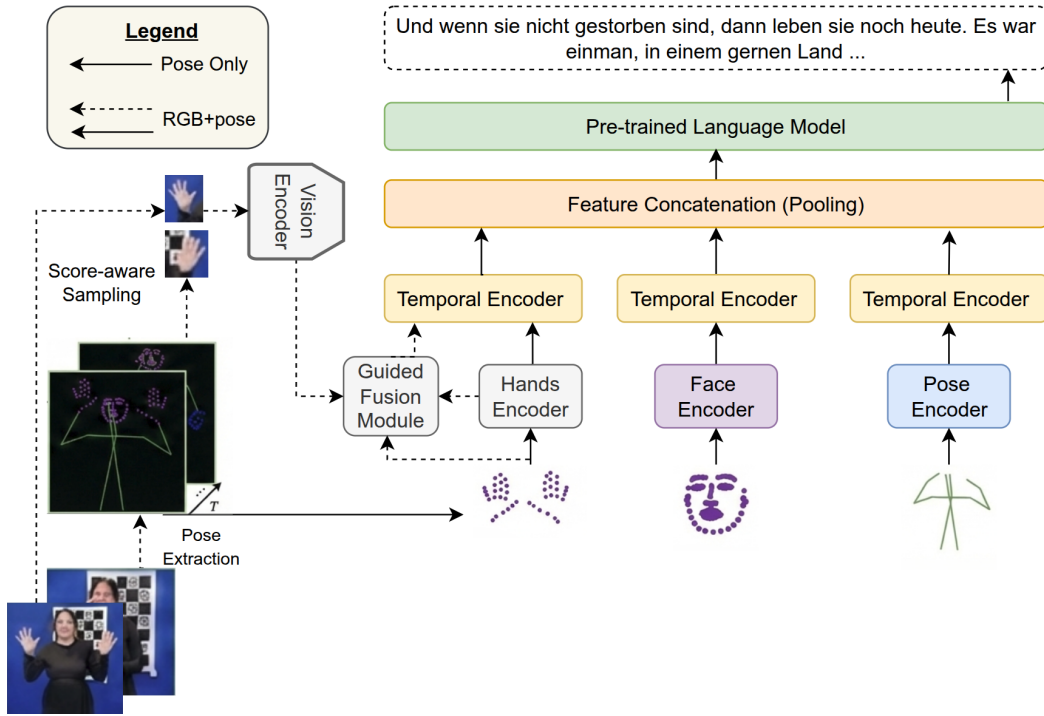 Legend
Pose Only
RGB+pose
Und wenn sie nicht gestorben sind, dann leben sie noch heute. Es war
einman, in einem gernen Land ...
Pre-trained Language Model
Feature Concatenation (Pooling)
Vision
Encoder
Score-aware
Sampling
Temporal Encoder
Temporal Encoder
Temporal Encoder
Guided
Fusion
Module
Hands
Encoder
Face
Encoder
Pose
Encoder
...
T
Pose
Extraction